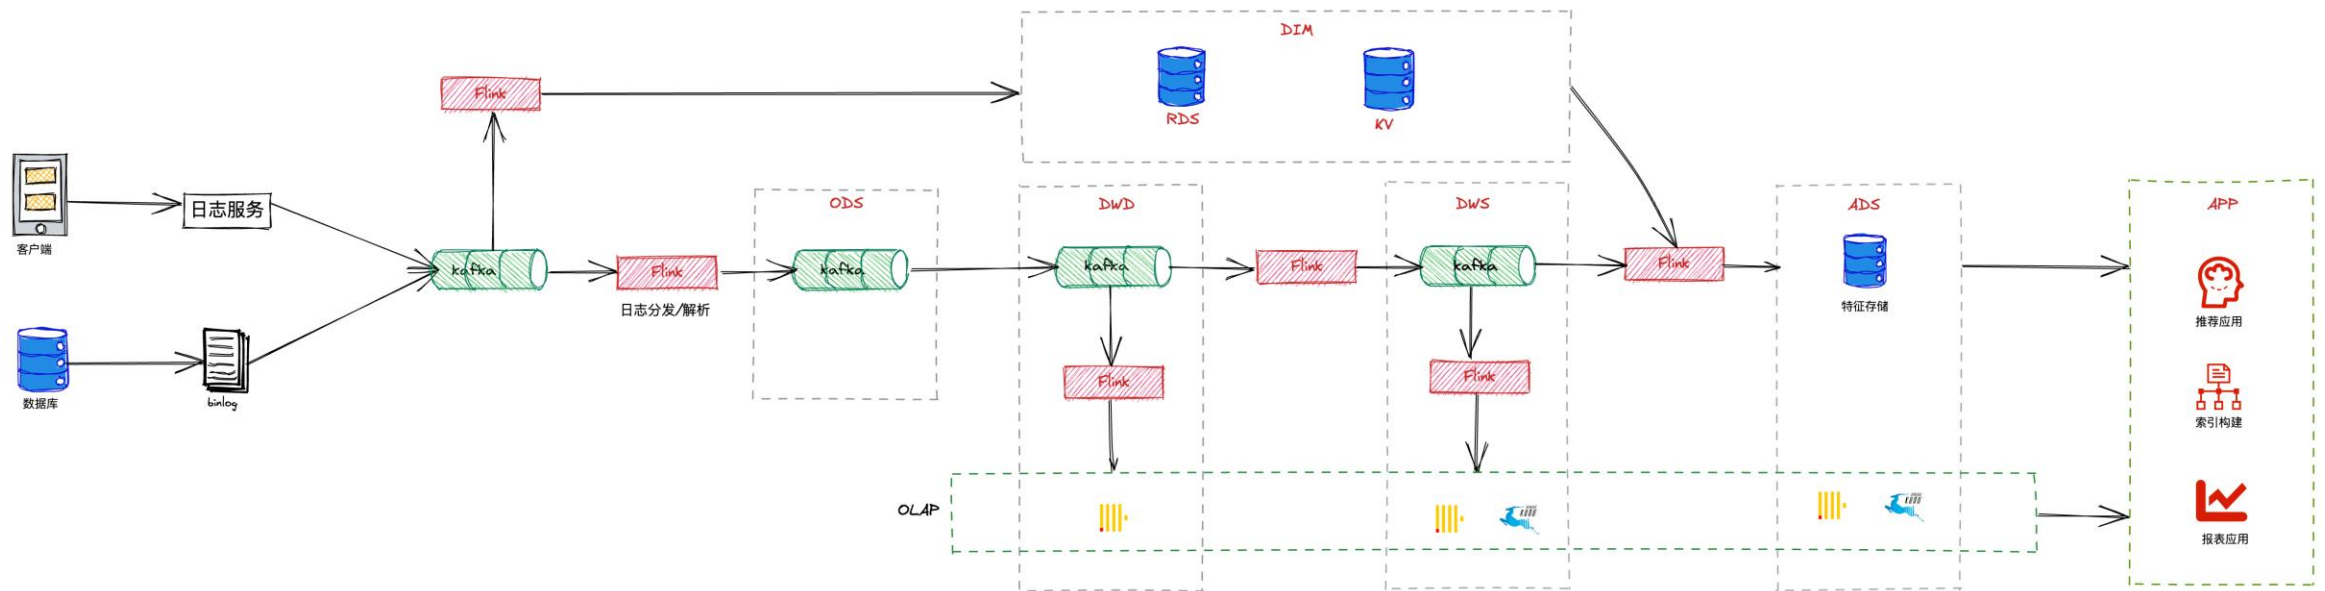 DIM
RDS
KV
Flink
客户端
日志服务
kafka
Flink
日志分发/解析
数据库
binlog
ODS
kafka
DWD
kafka
Flink
Flink
DWS
kafka
Flink
Flink
ADS
特征存储
OLAP
APP
推荐应用
索引构建
报表应用